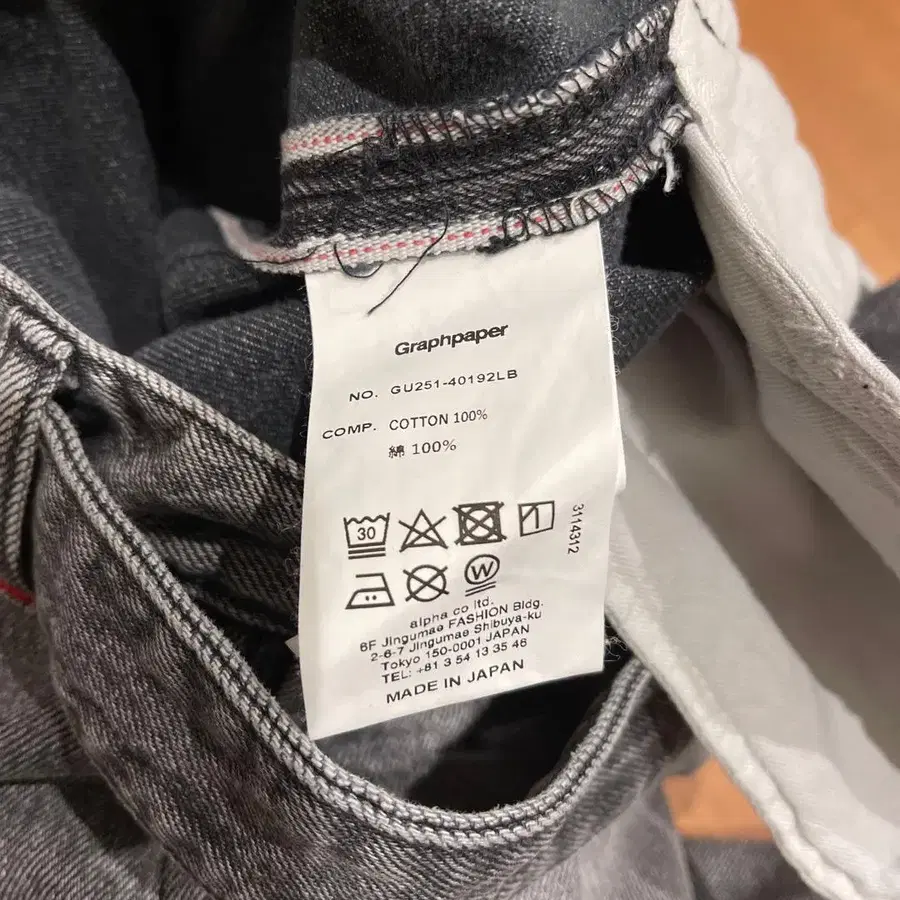 Graphpaper
NO. GU251-40192LB
COMP. COTTON 100%
綿 100%
30
W
3114312
alpha co ltd.
6F Jingumae FASHION Bldg.
2-6-7 Jingumae Shibuya-ku
Tokyo 150-0001 JAPAN
TEL: +81 3 54 13 35 46
MADE IN JAPAN